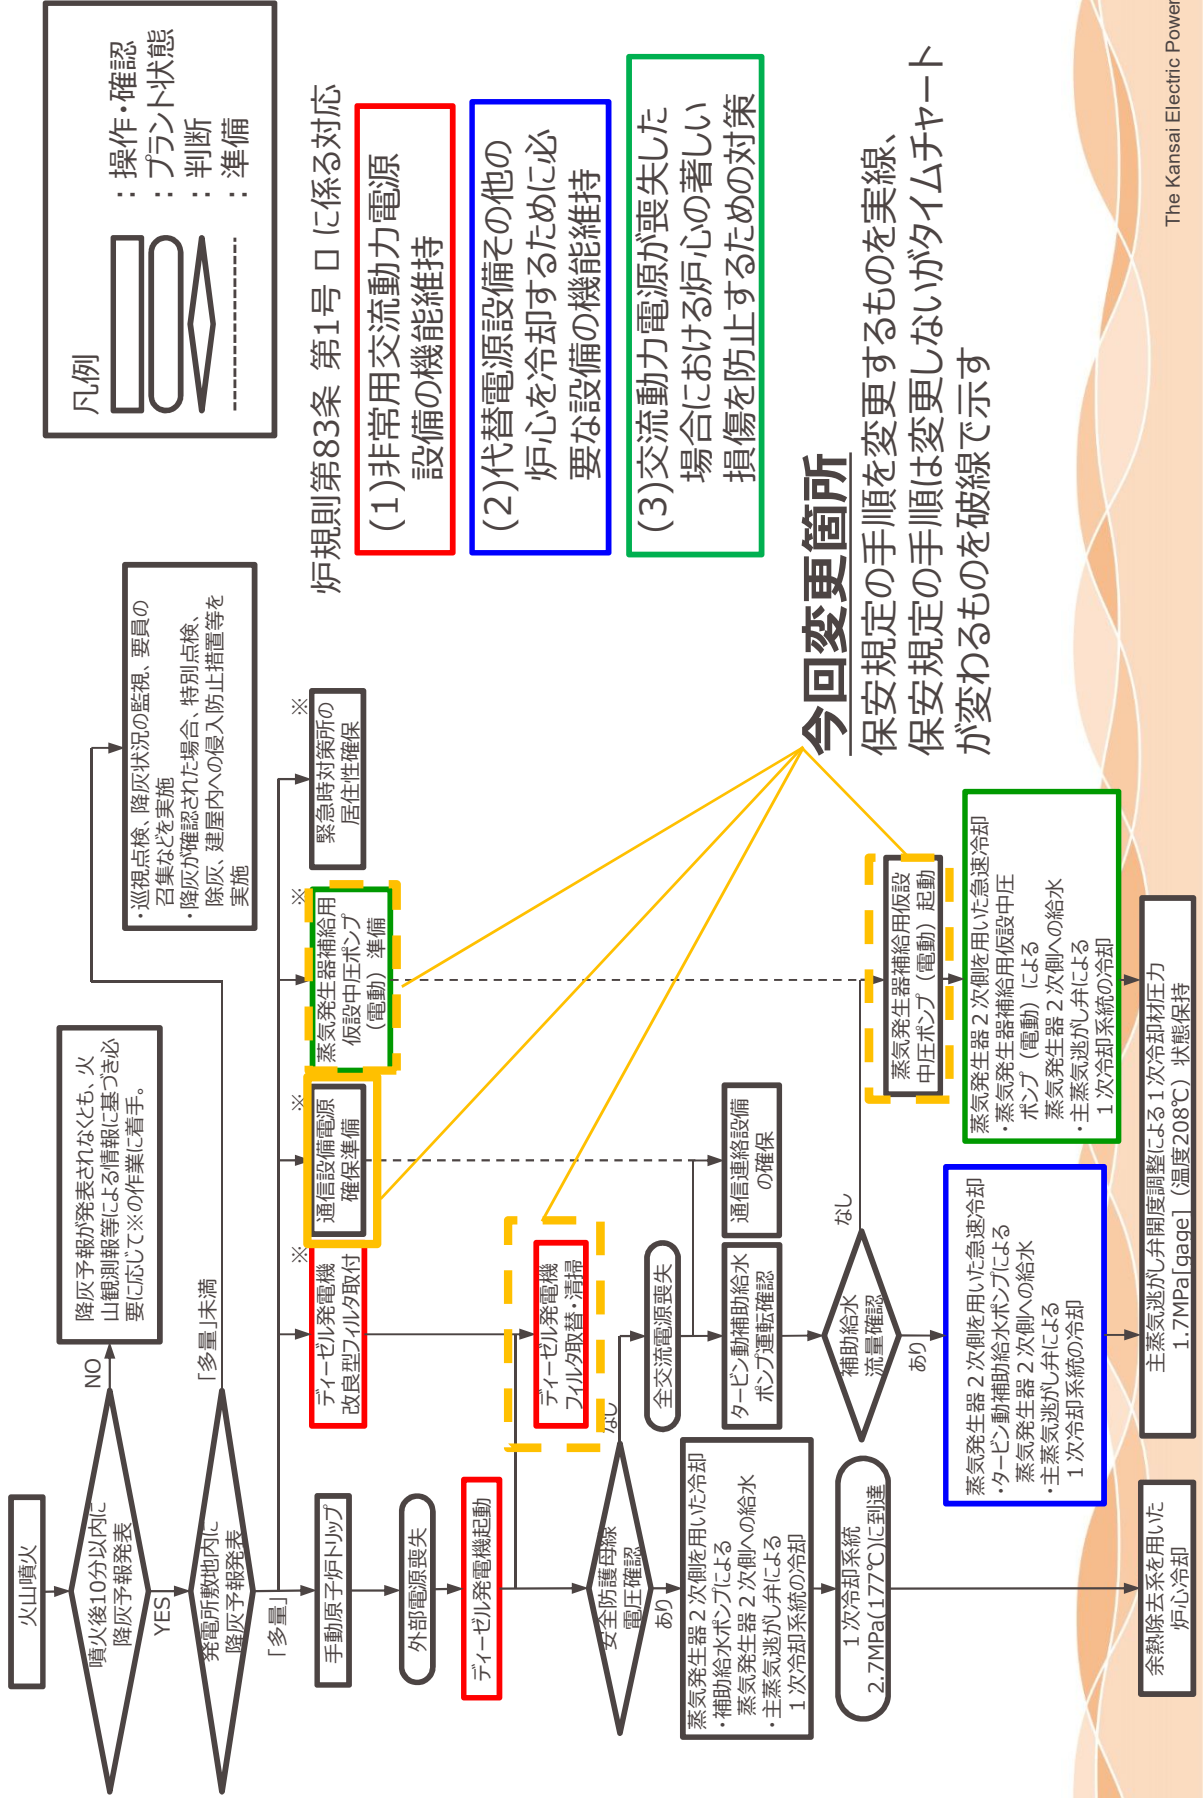 火山噴火
噴火後10分以内に
降灰予報発表
NO
YES
降灰予報が発表されなくとも、火
山観測報等による情報に基づき必
要に応じて※の作業に着手。
発電所敷地内に
降灰予報発表
「多量」未満
「多量」
・巡視点検、降灰状況の監視、要員の
召集などを実施
・降灰が確認された場合、特別点検、
除灰、建屋内への侵入防止措置等を
実施
手動原子炉トリップ
※
ディーゼル発電機
改良型フィルタ取付
※
通信設備電源
確保準備
※
蒸気発生器補給用
仮設中圧ポンプ
（電動）準備
※
緊急時対策所の
居住性確保
外部電源喪失
ディーゼル発電機起動
ディーゼル発電機
フィルタ取替・清掃
安全防護母線
電圧確認
なし
あり
全交流電源喪失
蒸気発生器２次側を用いた冷却
・補助給水ポンプによる
蒸気発生器２次側への給水
・主蒸気逃がし弁による
１次冷却系統の冷却
タービン動補助給水
ポンプ運転確認
通信連絡設備
の確保
１次冷却系統
2.7MPa(177℃)に到達
補助給水
流量確認
なし
あり
蒸気発生器補給用仮設
中圧ポンプ（電動）起動
蒸気発生器２次側を用いた急速冷却
・タービン動補助給水ポンプによる
蒸気発生器２次側への給水
・主蒸気逃がし弁による
１次冷却系統の冷却
蒸気発生器２次側を用いた急速冷却
・蒸気発生器補給用仮設中圧
ポンプ（電動）による
蒸気発生器２次側への給水
・主蒸気逃がし弁による
１次冷却系統の冷却
余熱除去系を用いた
炉心冷却
主蒸気逃がし弁開度調整による１次冷却材圧力
1.7MPa[gage]（温度208℃）状態保持
凡例
：操作・確認
：プラント状態
：判断
：準備
炉規則第83条 第1号 ロ に係る対応
(1)非常用交流動力電源
設備の機能維持
(2)代替電源設備その他の
炉心を冷却するために必
要な設備の機能維持
(3)交流動力電源が喪失した
場合における炉心の著しい
損傷を防止するための対策
今回変更箇所
保安規定の手順を変更するものを実線、
保安規定の手順は変更しないがタイムチャート
が変わるものを破線で示す
The Kansai Electric Power